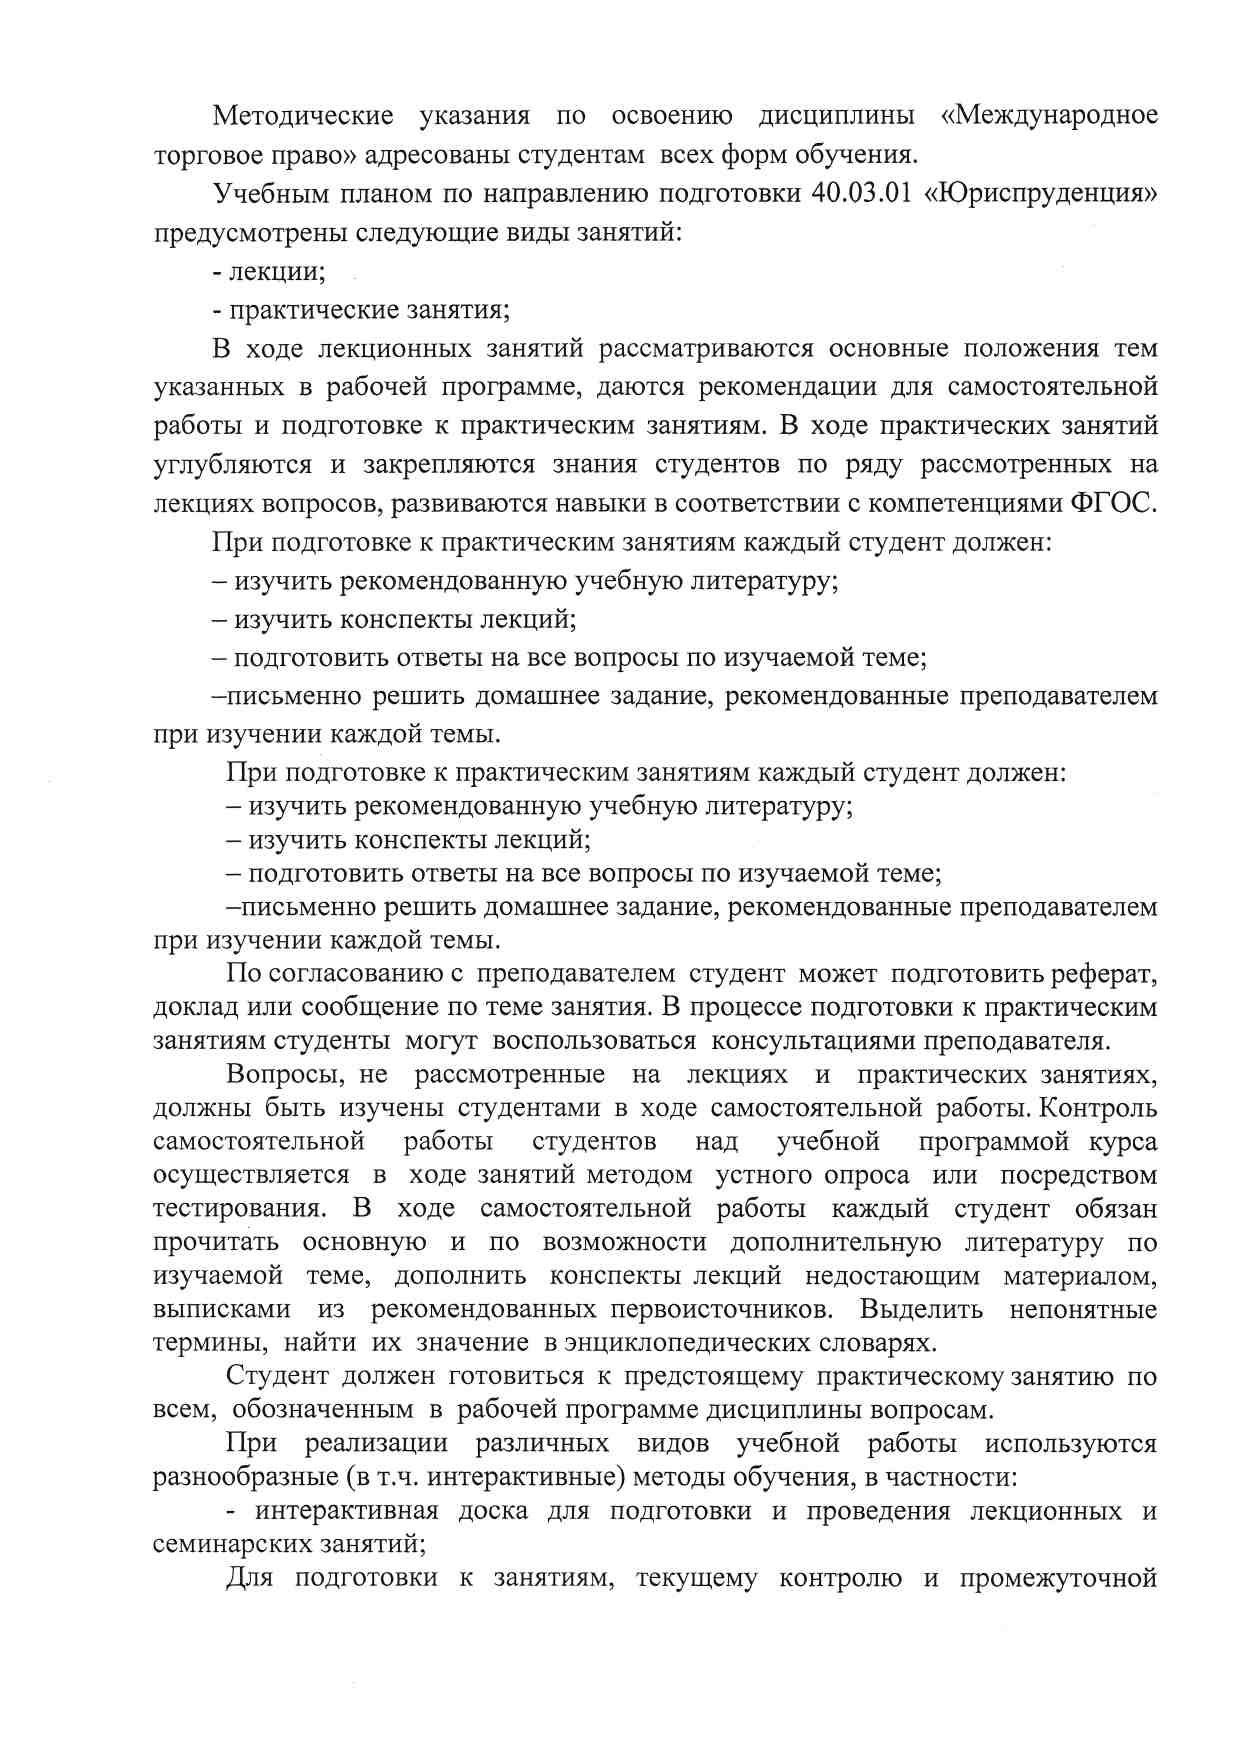 Методические указания по освоению дисциплины «Международное
торговое право» адресованы студентам всех форм обучения.
Учебным планом по направлению подготовки 40.03.01 «Юриспруденция»
предусмотрены следующие виды занятий:
- лекции;
- практические занятия;
В ходе лекционных занятий рассматриваются основные положения тем
указанных в рабочей программе, даются рекомендации для самостоятельной
работы и подготовке к практическим занятиям. В ходе практических занятий
углубляются и закрепляются знания студентов по ряду рассмотренных на
лекциях вопросов, развиваются навыки в соответствии с компетенциями ФГОС.
При подготовке к практическим занятиям каждый студент должен:
– изучить рекомендованную учебную литературу;
– изучить конспекты лекций;
– подготовить ответы на все вопросы по изучаемой теме;
–письменно решить домашнее задание, рекомендованные преподавателем
при изучении каждой темы.
При подготовке к практическим занятиям каждый студент должен:
– изучить рекомендованную учебную литературу;
– изучить конспекты лекций;
– подготовить ответы на все вопросы по изучаемой теме;
–письменно решить домашнее задание, рекомендованные преподавателем
при изучении каждой темы.
По согласованию с преподавателем студент может подготовить реферат,
доклад или сообщение по теме занятия. В процессе подготовки к практическим
занятиям студенты могут воспользоваться консультациями преподавателя.
Вопросы, не рассмотренные на лекциях и практических занятиях,
должны быть изучены студентами в ходе самостоятельной работы. Контроль
самостоятельной работы студентов над учебной программой курса
осуществляется в ходе занятий методом устного опроса или посредством
тестирования. В ходе самостоятельной работы каждый студент обязан
прочитать основную и по возможности дополнительную литературу по
изучаемой теме, дополнить конспекты лекций недостающим материалом,
выписками из рекомендованных первоисточников. Выделить непонятные
термины, найти их значение в энциклопедических словарях.
Студент должен готовиться к предстоящему практическому занятию по
всем, обозначенным в рабочей программе дисциплины вопросам.
При реализации различных видов учебной работы используются
разнообразные (в т.ч. интерактивные) методы обучения, в частности:
- интерактивная доска для подготовки и проведения лекционных и
семинарских занятий;
Для подготовки к занятиям, текущему контролю и промежуточной